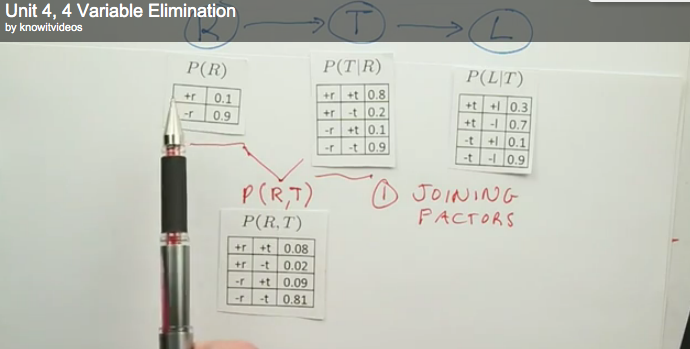 Unit 4, 4 Variable Elimination
by knowitvideos
R T L
P(R)
+r 0.1
-r 0.9
P(T|R)
+r +t 0.8
+r -t 0.2
-r +t 0.1
-r -t 0.9
P(L|T)
+t +l 0.3
+t -l 0.7
-t +l 0.1
-t -l 0.9
P(R,T)
① JOINING
FACTORS
P(R,T)
+r +t 0.08
+r -t 0.02
-r +t 0.09
-r -t 0.81